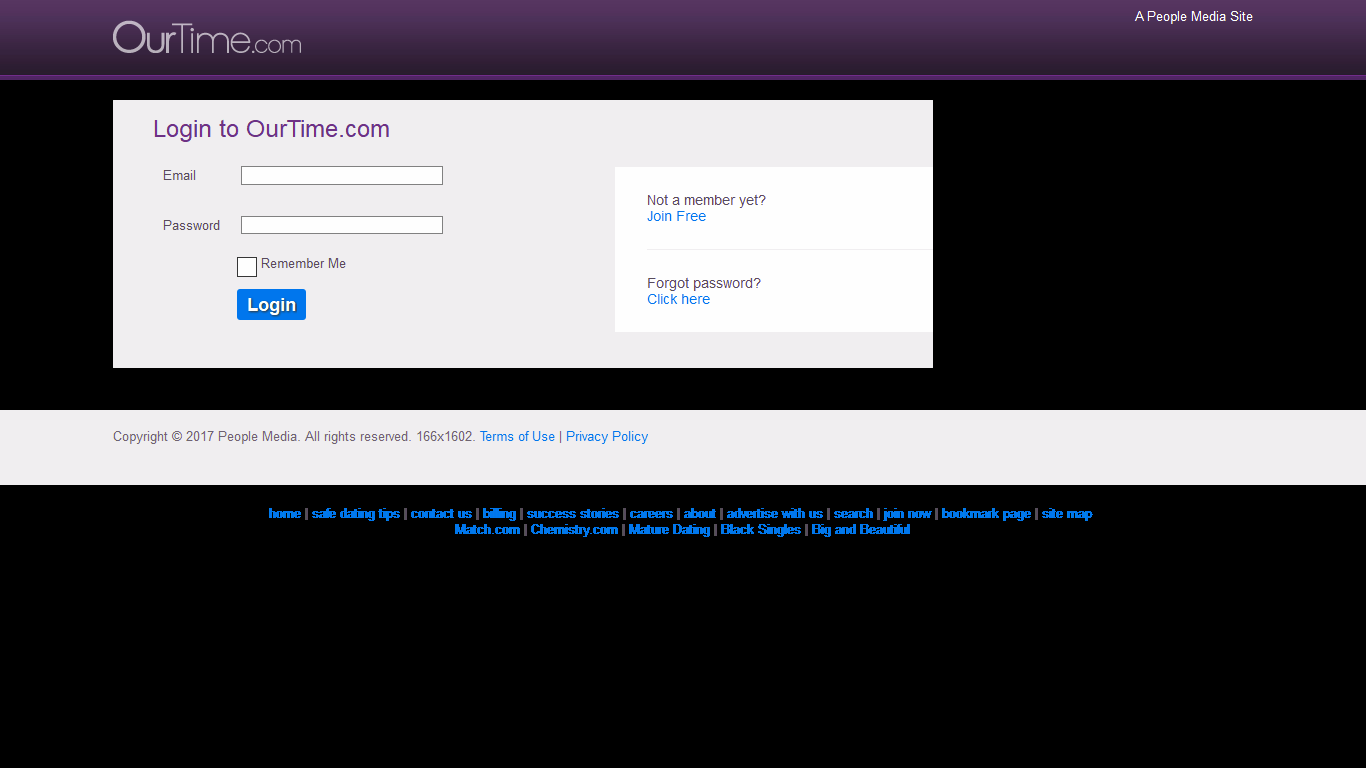 OurTime.com
A People Media Site
Login to OurTime.com
Email
Password
Remember Me
Login
Not a member yet?
Join Free
Forgot password?
Click here
Copyright © 2017 People Media. All rights reserved. 166x1602. Terms of Use | Privacy Policy
home | safe dating tips | contact us | billing | success stories | careers | about | advertise with us | search | join now | bookmark page | site map
Match.com | Chemistry.com | Mature Dating | Black Singles | Big and Beautiful